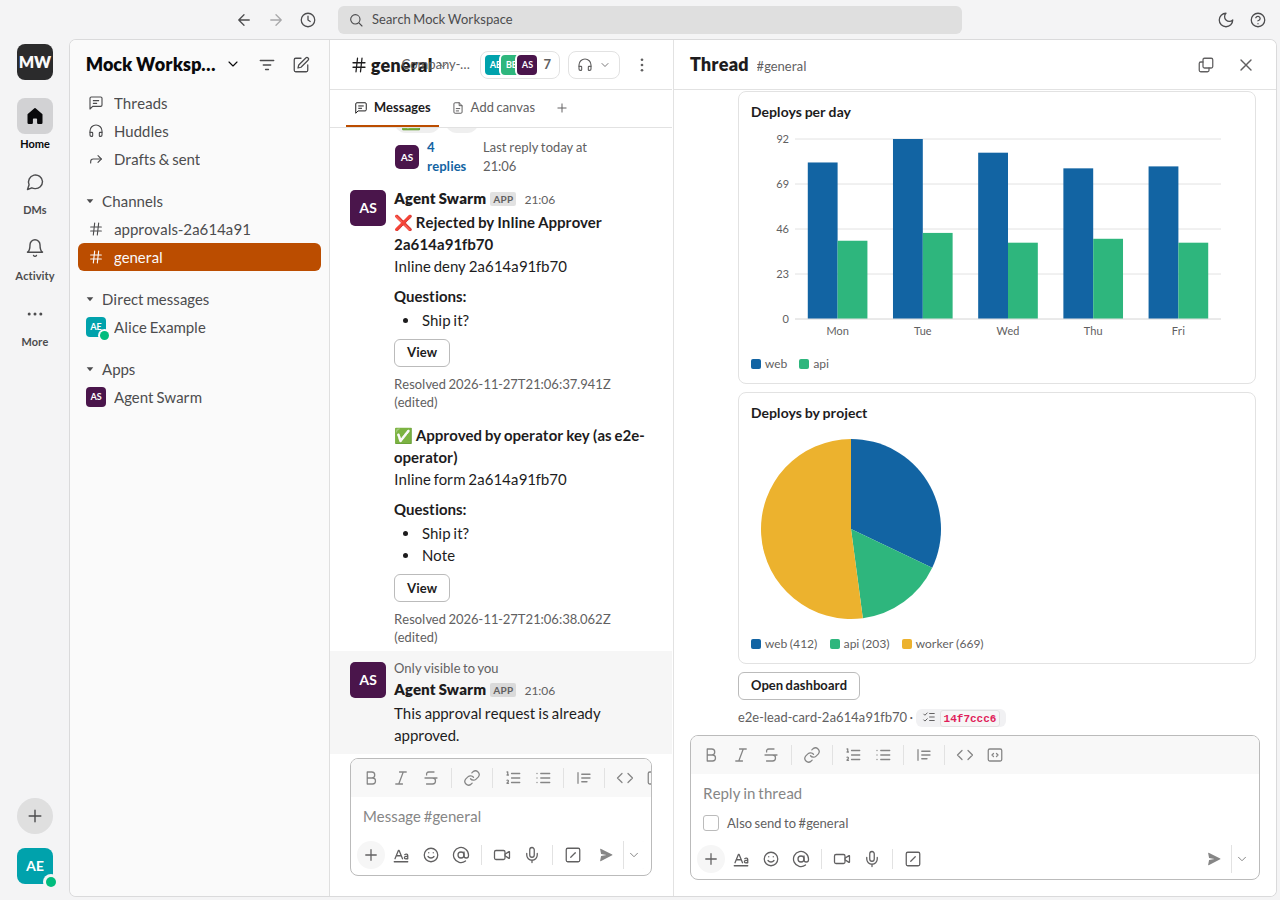 Search Mock Workspace
MW
Home
DMs
Activity
More
AE
Mock Worksp...
Threads
Huddles
Drafts & sent
Channels
approvals-2a614a91
general
Direct messages
AE Alice Example
Apps
AS Agent Swarm
# general
AS 7
Messages
Add canvas
AS 4 replies Last reply today at 21:06
AS
Agent Swarm APP 21:06
❌ Rejected by Inline Approver
2a614a91fb70
Inline deny 2a614a91fb70
Questions:
• Ship it?
View
Resolved 2026-11-27T21:06:37.941Z
(edited)
✅ Approved by operator key (as e2e-
operator)
Inline form 2a614a91fb70
Questions:
• Ship it?
• Note
View
Resolved 2026-11-27T21:06:38.062Z
(edited)
Only visible to you
AS
Agent Swarm APP 21:06
This approval request is already
approved.
Message #general
Aa
Thread #general
Deploys per day
92
69
46
23
0
Mon Tue Wed Thu Fri
web api
Deploys by project
web (412) api (203) worker (669)
Open dashboard
e2e-lead-card-2a614a91fb70 · 14f7ccc6
Reply in thread
Also send to #general
Aa